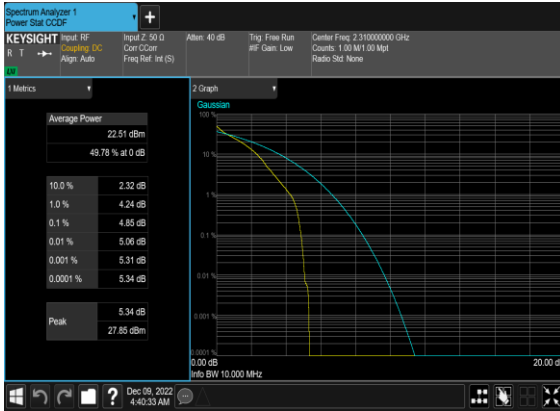 Spectrum Analyzer 1
Power Stat CCDF
KEYSIGHT
R T
Input: RF
Coupling: DC
Align: Auto
Input Z: 50 Ω
Corr CCorr
Freq Ref: Int (S)
Atten: 40 dB
Trig: Free Run
#IF Gain: Low
Center Freq: 2.310000000 GHz
Counts: 1.00 M/1.00 Mpt
Radio Std: None
1 Metrics
Average Power
22.51 dBm
49.78 % at 0 dB
10.0 % 2.32 dB
1.0 % 4.24 dB
0.1 % 4.85 dB
0.01 % 5.06 dB
0.001 % 5.31 dB
0.0001 % 5.34 dB
Peak
5.34 dB
27.85 dBm
2 Graph
Gaussian
100 %
10 %
1 %
0.1 %
0.01 %
0.001 %
0.0001 %
0.00 dB
20.00 d
Info BW 10.000 MHz
?
Dec 09, 2022
4:40:33 AM